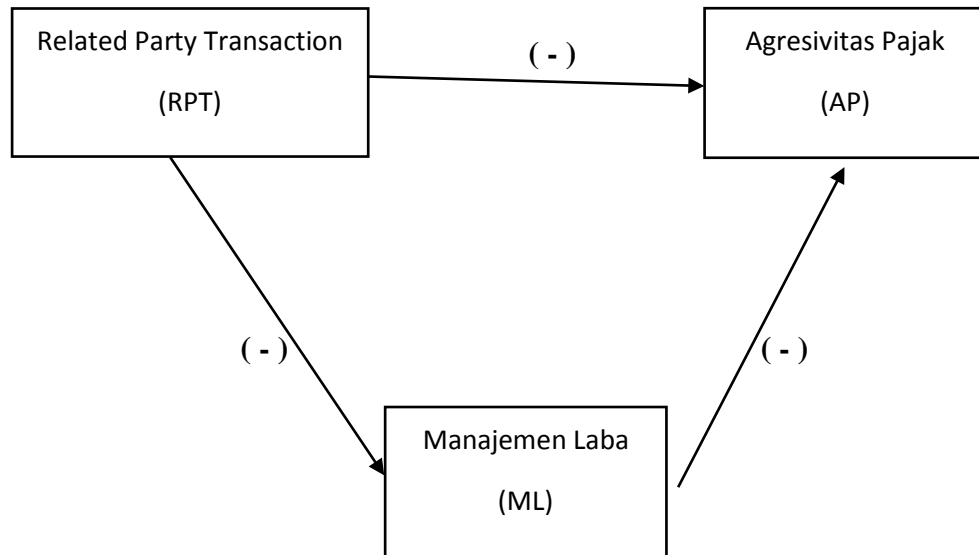 Related Party Transaction
(RPT)
( - )
Agresivitas Pajak
(AP)
( - )
( - )
Manajemen Laba
(ML)